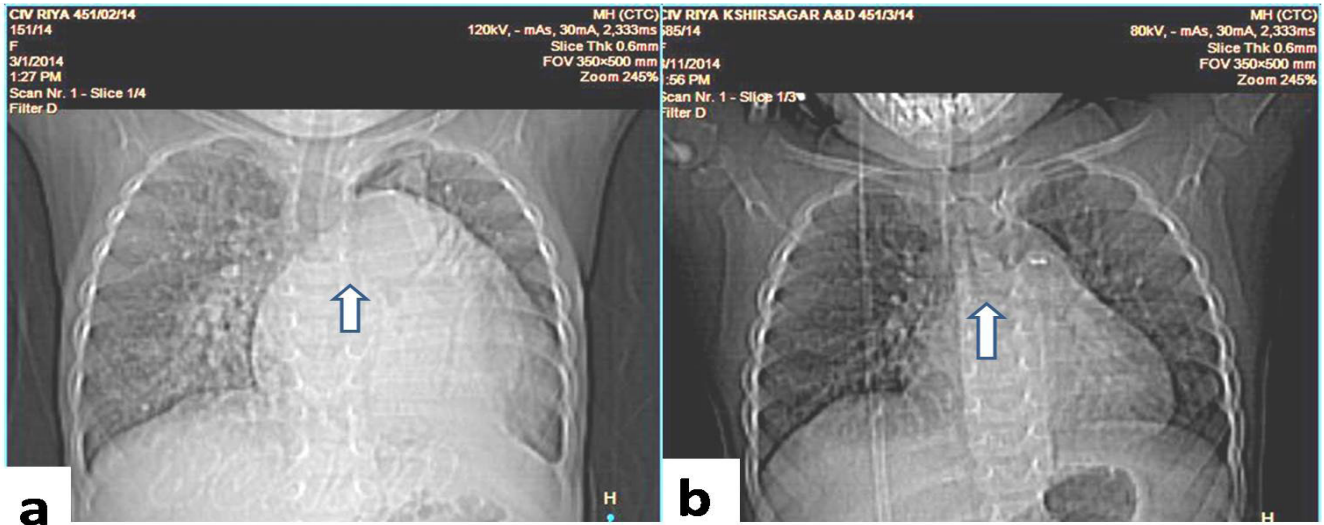 CIV RIYA 451/02/14
151/14
F
3/1/2014
1:27 PM
Scan Nr. 1 - Slice 1/4
Filter D
MH (CTC)
120kV, - mAs, 30mA, 2,333ms
Slice Thk 0.6mm
FOV 350×500 mm
Zoom 245%
a
H
CIV RIYA KSHIRSAGAR A&D 451/3/14
585/14
F
/11/2014
:56 PM
Scan Nr. 1 - Slice 1/3
Filter D
MH (CTC)
80kV, - mAs, 30mA, 2,333ms
Slice Thk 0.6mm
FOV 350×500 mm
Zoom 245%
b
H